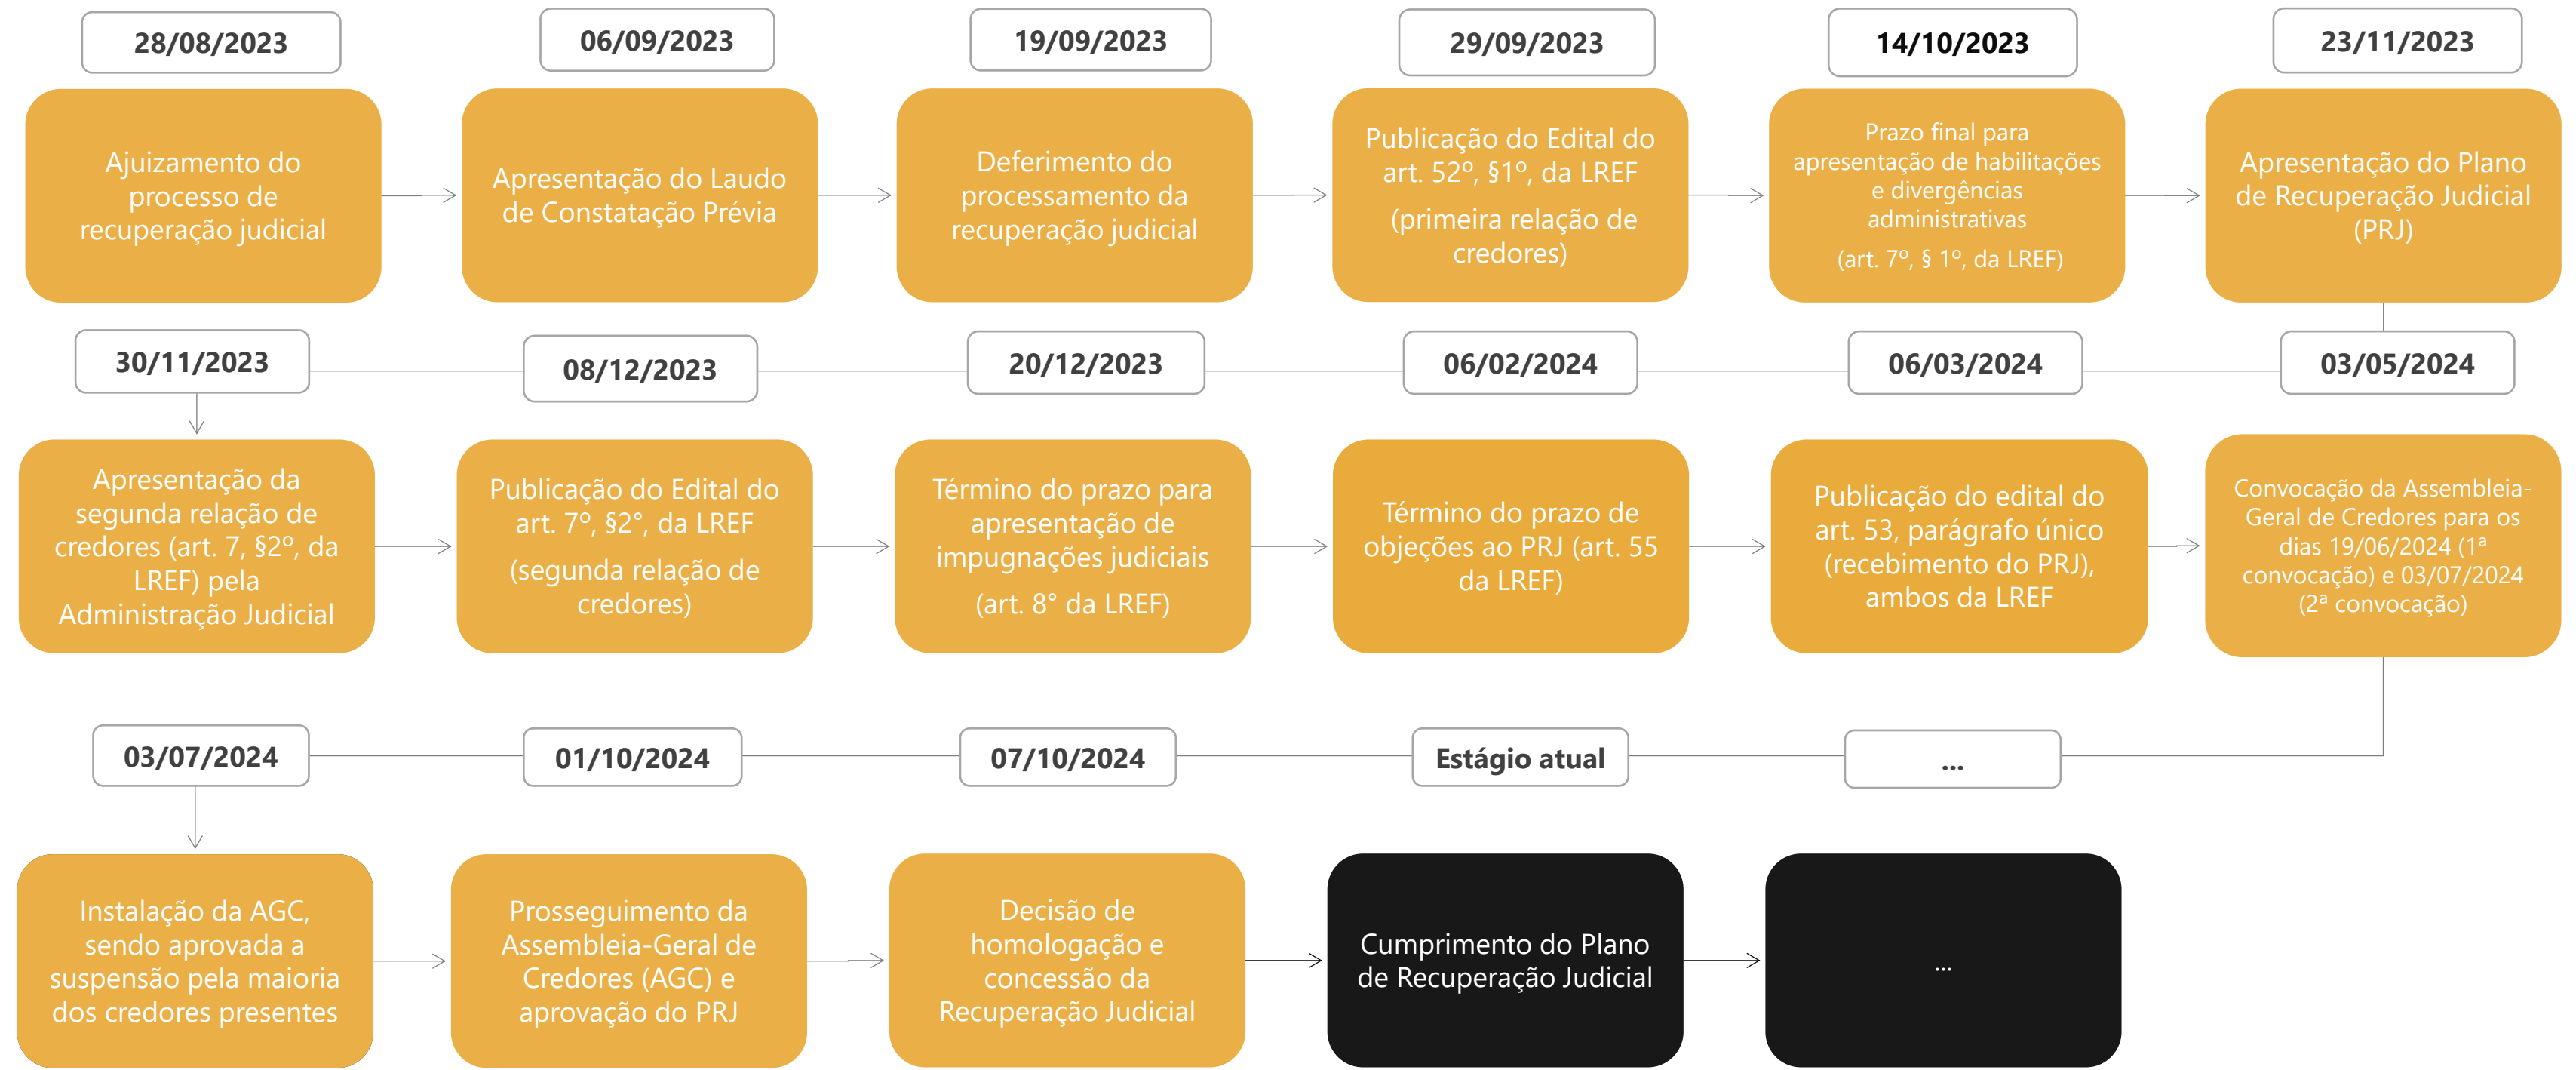 28/08/2023
Ajuizamento do
processo de
recuperação judicial
06/09/2023
Apresentação do Laudo
de Constatação Prévia
19/09/2023
Deferimento do
processamento da
recuperação judicial
29/09/2023
Publicação do Edital do
art. 52º, §1º, da LREF
(primeira relação de
credores)
14/10/2023
Prazo final para
apresentação de habilitações
e divergências
administrativas
(art. 7º, § 1º, da LREF)
23/11/2023
Apresentação do Plano
de Recuperação Judicial
(PRJ)
30/11/2023
Apresentação da
segunda relação de
credores (art. 7, §2º, da
LREF) pela
Administração Judicial
08/12/2023
Publicação do Edital do
art. 7º, §2°, da LREF
(segunda relação de
credores)
20/12/2023
Término do prazo para
apresentação de
impugnações judiciais
(art. 8° da LREF)
06/02/2024
Término do prazo de
objeções ao PRJ (art. 55
da LREF)
06/03/2024
Publicação do edital do
art. 53, parágrafo único
(recebimento do PRJ),
ambos da LREF
03/05/2024
Convocação da Assembleia-
Geral de Credores para os
dias 19/06/2024 (1ª
convocação) e 03/07/2024
(2ª convocação)
03/07/2024
Instalação da AGC,
sendo aprovada a
suspensão pela maioria
dos credores presentes
01/10/2024
Prosseguimento da
Assembleia-Geral de
Credores (AGC) e
aprovação do PRJ
07/10/2024
Decisão de
homologação e
concessão da
Recuperação Judicial
Estágio atual
Cumprimento do Plano
de Recuperação Judicial
...
...